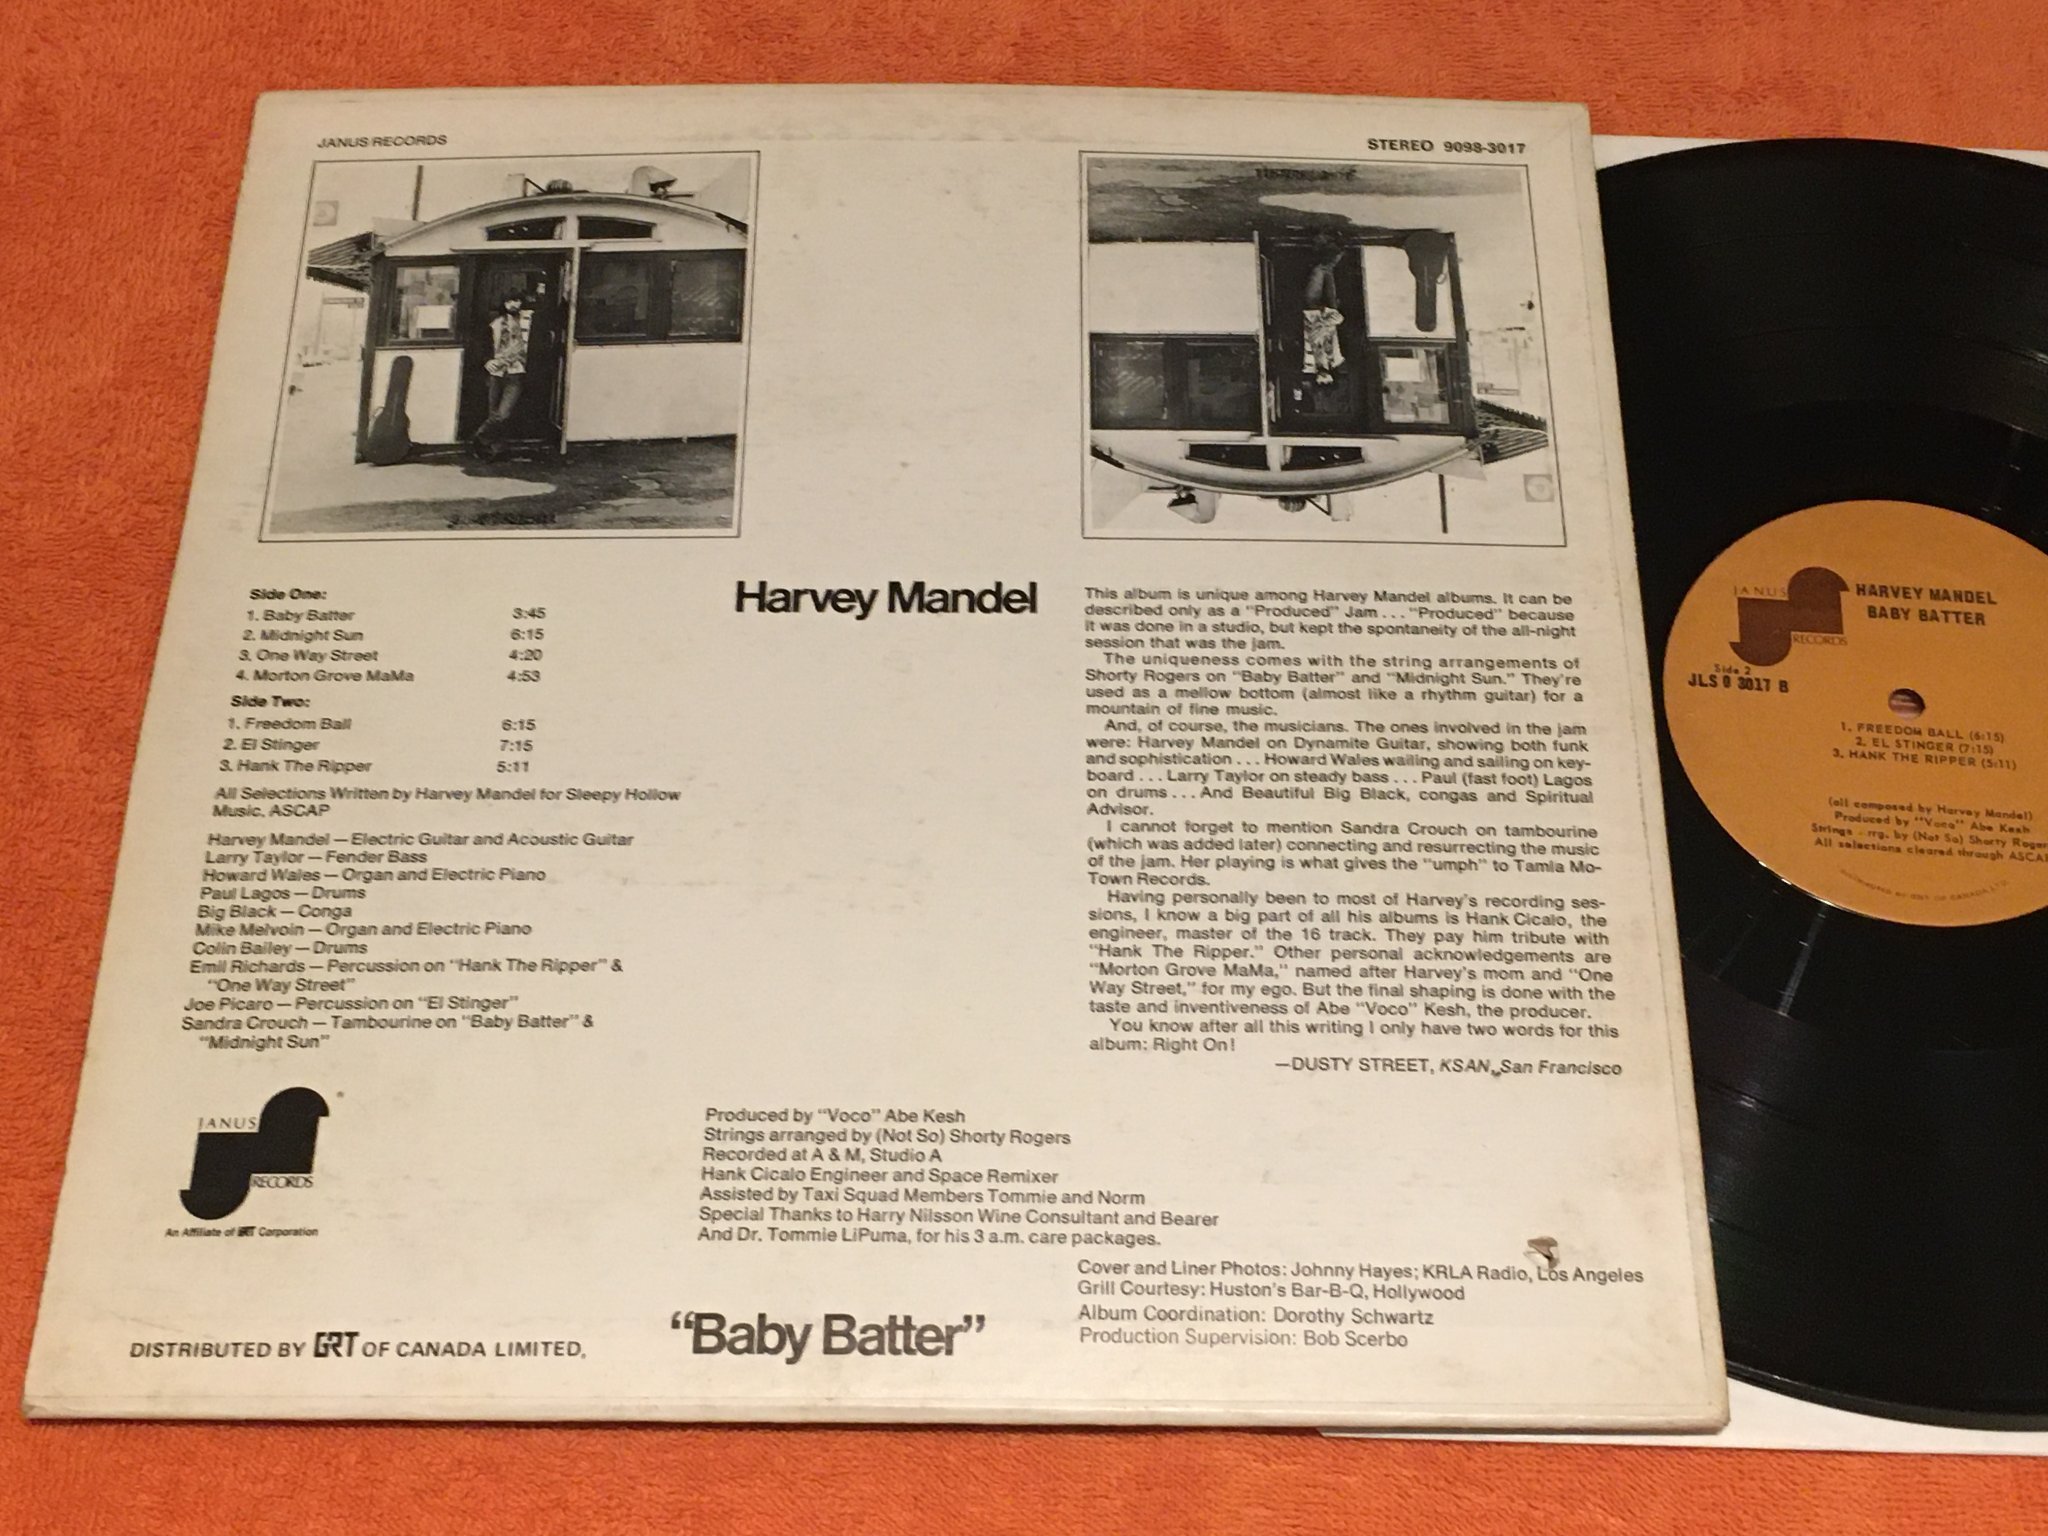 JANUS/RECORDS
STEREO 9098-3017
Side One:
1. Baby Batter 3:45
2. Midnight Sun 6:15
3. One Way Street 4:20
4. Morton Grove MaMa 4:53
Side Two:
1. Freedom Ball 6:15
2. El Stinger 7:15
3. Hank The Ripper 5:11
All Selections Written by Harvey Mandel for Sleepy Hollow
Music. ASCAP
Harvey Mandel — Electric Guitar and Acoustic Guitar
Larry Taylor — Fender Bass
Howard Wales — Organ and Electric Piano
Paul Lagos — Drums
Big Black — Conga
Mike Melvoin — Organ and Electric Piano
Colin Bailey — Drums
Emil Richards — Percussion on "Hank The Ripper" &
"One Way Street"
Joe Picaro — Percussion on "El Stinger"
Sandra Crouch — Tambourine on "Baby Batter" &
"Midnight Sun"
JANUS
RECORDS
An Affiliate of GRT Corporation
DISTRIBUTED BY GRT OF CANADA LIMITED,
Harvey Mandel
This album is unique among Harvey Mandel albums. It can be
described only as a "Produced" Jam . . . "Produced" because
it was done in a studio, but kept the spontaneity of the all-night
session that was the jam.
The uniqueness comes with the string arrangements of
Shorty Rogers on "Baby Batter" and "Midnight Sun." They're
used as a mellow bottom (almost like a rhythm guitar) for a
mountain of fine music.
And, of course, the musicians. The ones involved in the jam
were: Harvey Mandel on Dynamite Guitar, showing both funk
and sophistication . . . Howard Wales wailing and sailing on key-
board . . . Larry Taylor on steady bass . . . Paul (fast foot) Lagos
on drums . . . And Beautiful Big Black, congas and Spiritual
Advisor.
I cannot forget to mention Sandra Crouch on tambourine
(which was added later) connecting and resurrecting the music
of the jam. Her playing is what gives the "umph" to Tamla Mo-
Town Records.
Having personally been to most of Harvey's recording ses-
sions, I know a big part of all his albums is Hank Cicalo, the
engineer, master of the 16 track. They pay him tribute with
"Hank The Ripper." Other personal acknowledgements are
"Morton Grove MaMa," named after Harvey's mom and "One
Way Street," for my ego. But the final shaping is done with the
taste and inventiveness of Abe "Voco" Kesh, the producer.
You know after all this writing I only have two words for this
album: Right On!
—DUSTY STREET, KSAN, San Francisco
Produced by "Voco" Abe Kesh
Strings arranged by (Not So) Shorty Rogers
Recorded at A & M, Studio A
Hank Cicalo Engineer and Space Remixer
Assisted by Taxi Squad Members Tommie and Norm
Special Thanks to Harry Nilsson Wine Consultant and Bearer
And Dr. Tommie LiPuma, for his 3 a.m. care packages.
Cover and Liner Photos: Johnny Hayes; KRLA Radio, Los Angeles
Grill Courtesy: Huston's Bar-B-Q, Hollywood
Album Coordination: Dorothy Schwartz
Production Supervision: Bob Scerbo
"Baby Batter"
JANUS
RECORDS
HARVEY MANDEL
BABY BATTER
Side 2
JLS 0 3017 B
1. FREEDOM BALL (6:15)
2. EL STINGER (7:15)
3. HANK THE RIPPER (5:11)
(all composed by Harvey Mandel)
Produced by "Voco" Abe Kesh
Strings arrg. by (Not So) Shorty Roger
All selections cleared through ASCAP
DISTRIBUTED BY GRT OF CANADA LTD.